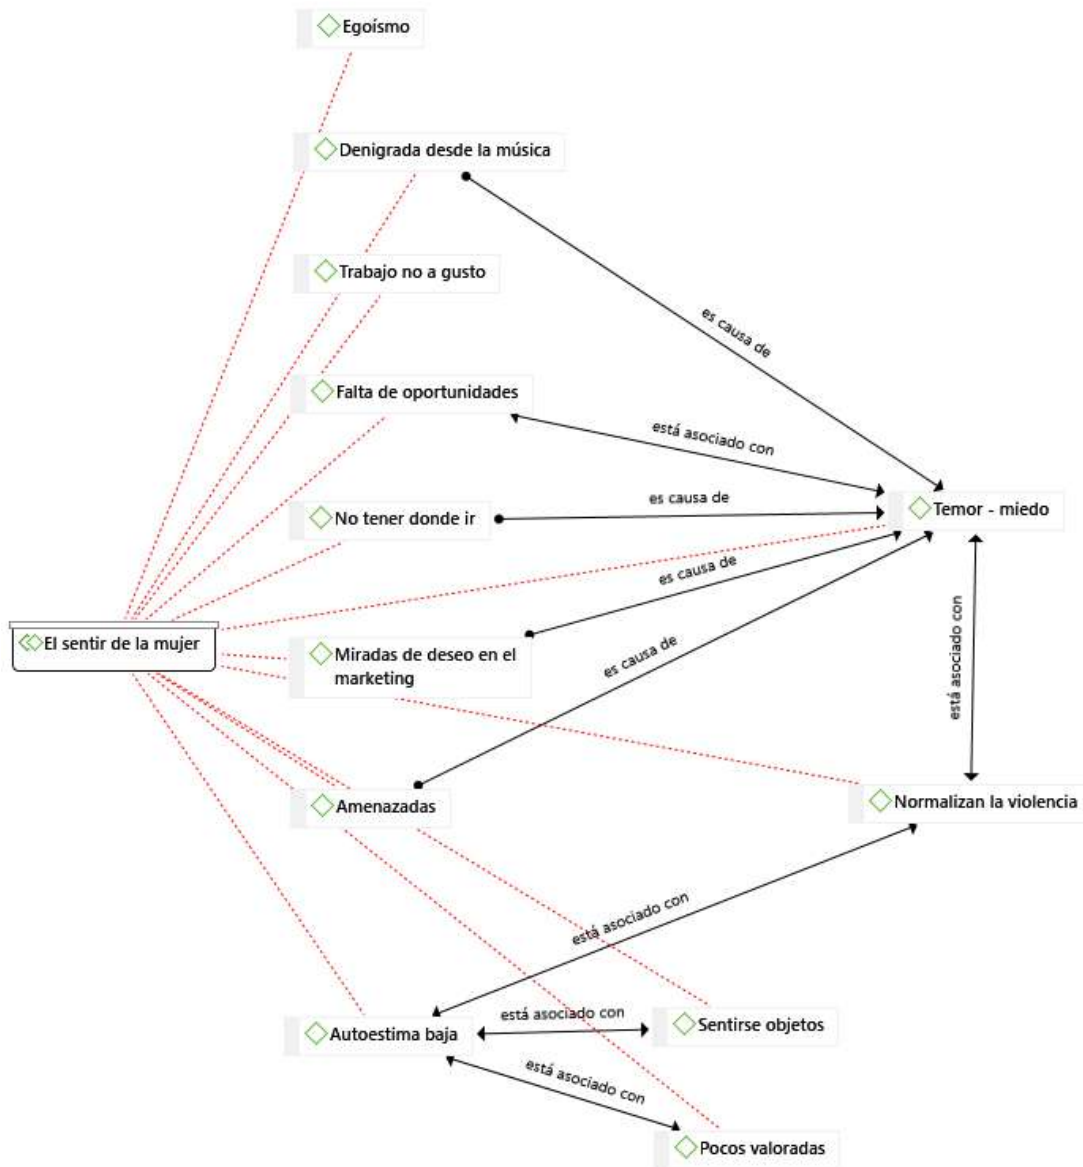 Egoísmo
Denigrada desde la música
Trabajo no a gusto
es causa de
Falta de oportunidades
está asociado con
No tener donde ir
es causa de
Temor - miedo
es causa de
El sentir de la mujer
Miradas de deseo en el
marketing
es causa de
está asociado con
Amenazadas
Normalizan la violencia
está asociado con
Autoestima baja
está asociado con
Sentirse objetos
está asociado con
Pocos valoradas